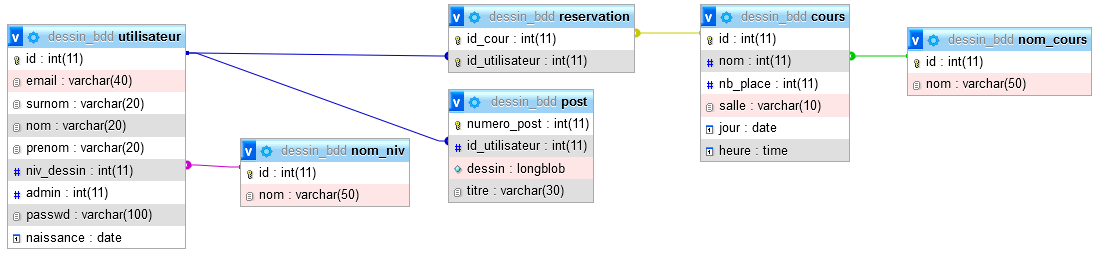 v dessin_bdd utilisateur
id : int(11)
email : varchar(40)
surnom : varchar(20)
nom : varchar(20)
prenom : varchar(20)
niv_dessin : int(11)
admin : int(11)
passwd : varchar(100)
naissance : date
v dessin_bdd nom_niv
id : int(11)
nom : varchar(50)
v dessin_bdd reservation
id_cour : int(11)
id_utilisateur : int(11)
v dessin_bdd post
numero_post : int(11)
id_utilisateur : int(11)
dessin : longblob
titre : varchar(30)
v dessin_bdd cours
id : int(11)
nom : int(11)
nb_place : int(11)
salle : varchar(10)
jour : date
heure : time
v dessin_bdd nom_cours
id : int(11)
nom : varchar(50)